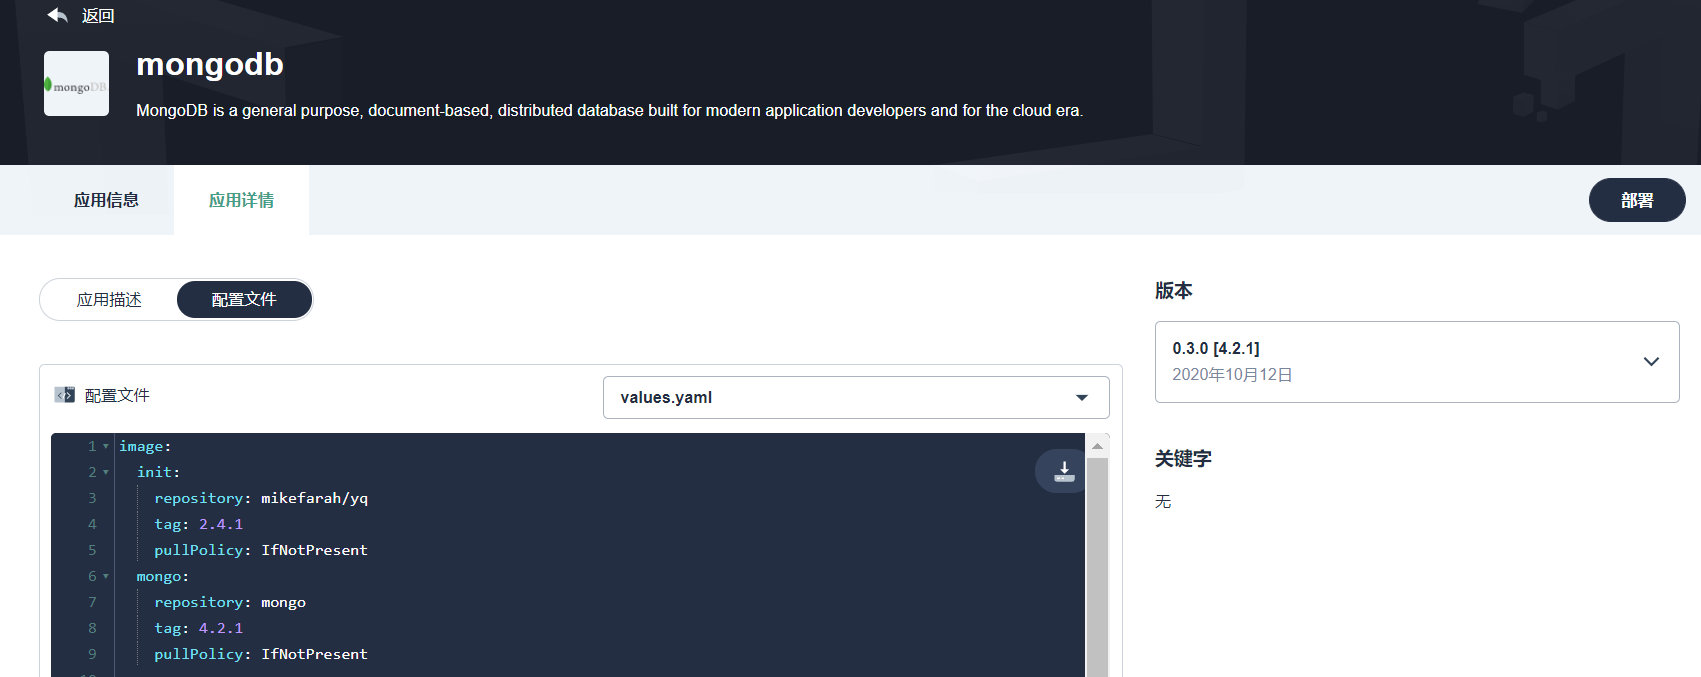 返回
mongoDB.
mongodb
MongoDB is a general purpose, document-based, distributed database built for modern application developers and for the cloud era.
应用信息
应用详情
部署
应用描述
配置文件
配置文件
values.yaml
1 image:
2 init:
3 repository: mikefarah/yq
4 tag: 2.4.1
5 pullPolicy: IfNotPresent
6 mongo:
7 repository: mongo
8 tag: 4.2.1
9 pullPolicy: IfNotPresent
版本
0.3.0 [4.2.1]
2020年10月12日
关键字
无